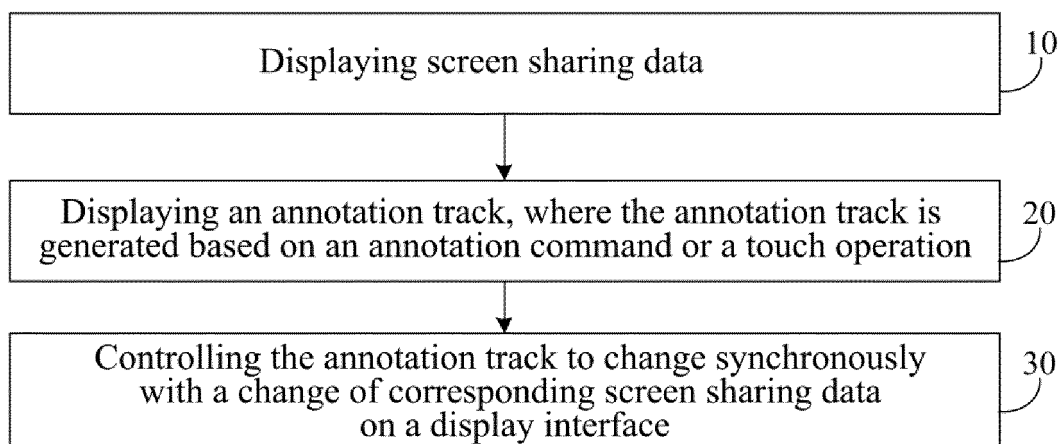 Displaying screen sharing data
10
Displaying an annotation track, where the annotation track is
generated based on an annotation command or a touch operation
20
Controlling the annotation track to change synchronously
with a change of corresponding screen sharing data
on a display interface
30